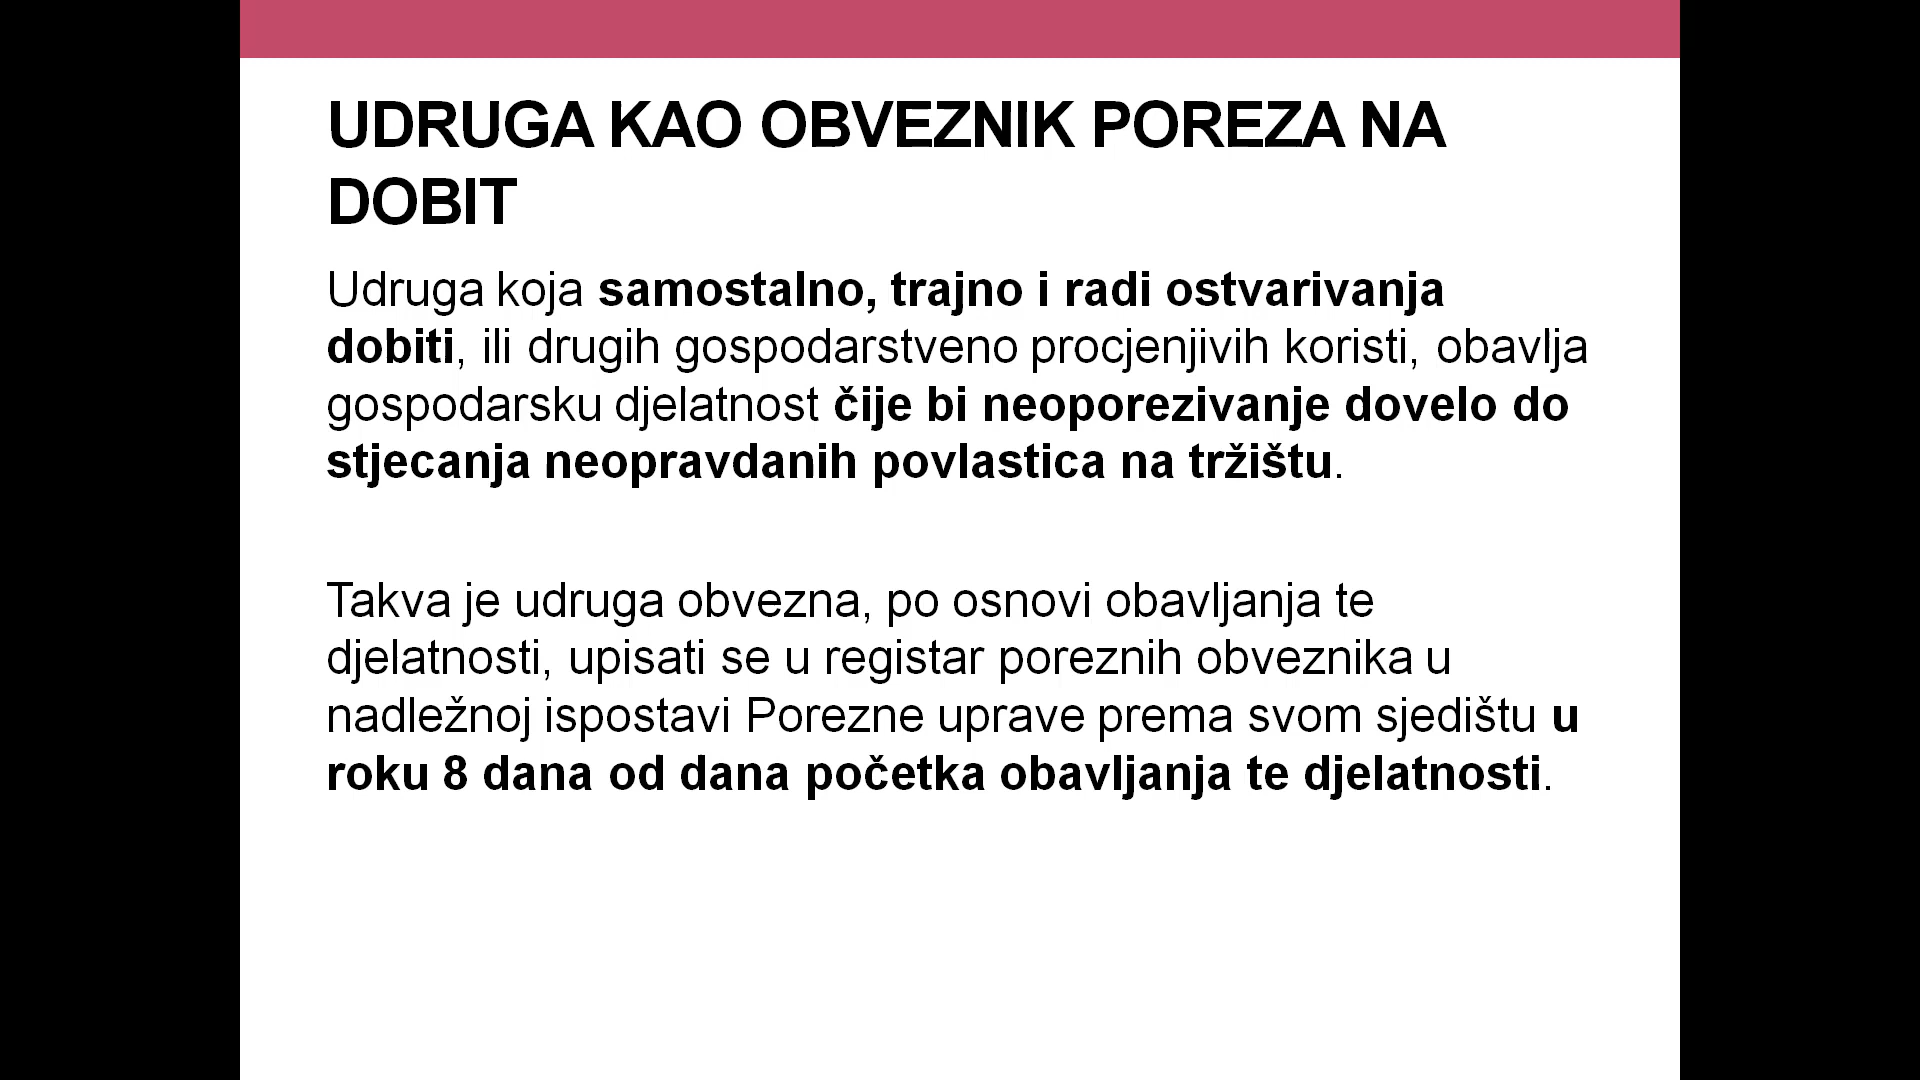 UDRUGA KAO OBVEZNIK POREZA NA
DOBIT
Udruga koja samostalno, trajno i radi ostvarivanja
dobiti, ili drugih gospodarstveno procjenjivih koristi, obavlja
gospodarsku djelatnost čije bi neoporezivanje dovelo do
stjecanja neopravdanih povlastica na tržištu.
Takva je udruga obvezna, po osnovi obavljanja te
djelatnosti, upisati se u registar poreznih obveznika u
nadležnoj ispostavi Porezne uprave prema svom sjedištu u
roku 8 dana od dana početka obavljanja te djelatnosti.